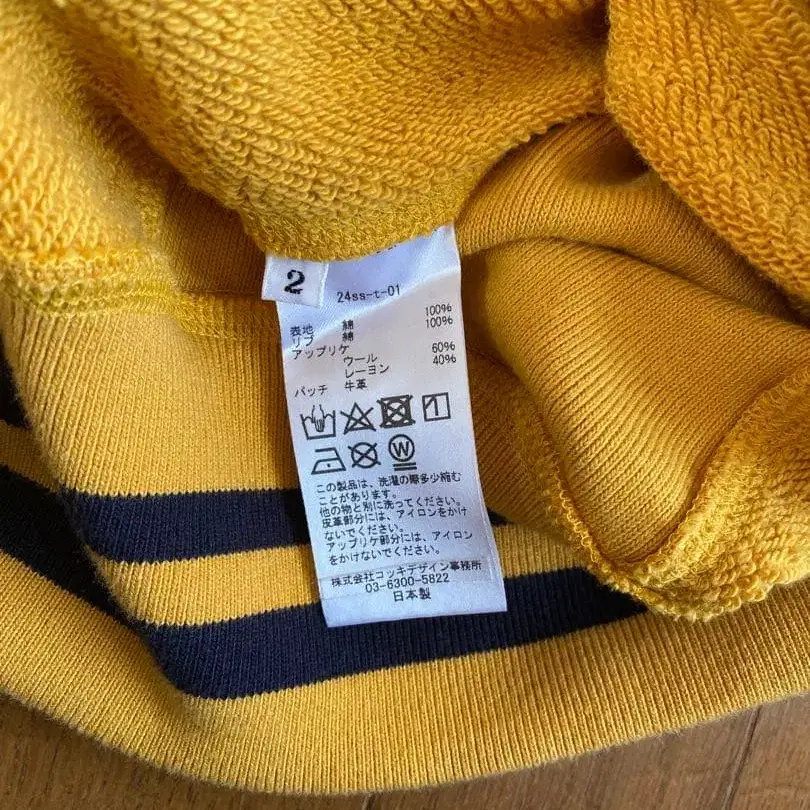 2
24ss-t-01
表地 綿 100%
リブ 綿 100%
アップリケ
ウール 60%
レーヨン 40%
パッチ 牛革
W
この製品は、洗濯の際多少縮む
ことがあります。
他の物と別に洗ってください。
皮革部分には、アイロンをかけ
ないでください。
アップリケ部分には、アイロン
をかけないでください。
株式会社コッキデザイン事務所
03-6300-5822
日本製